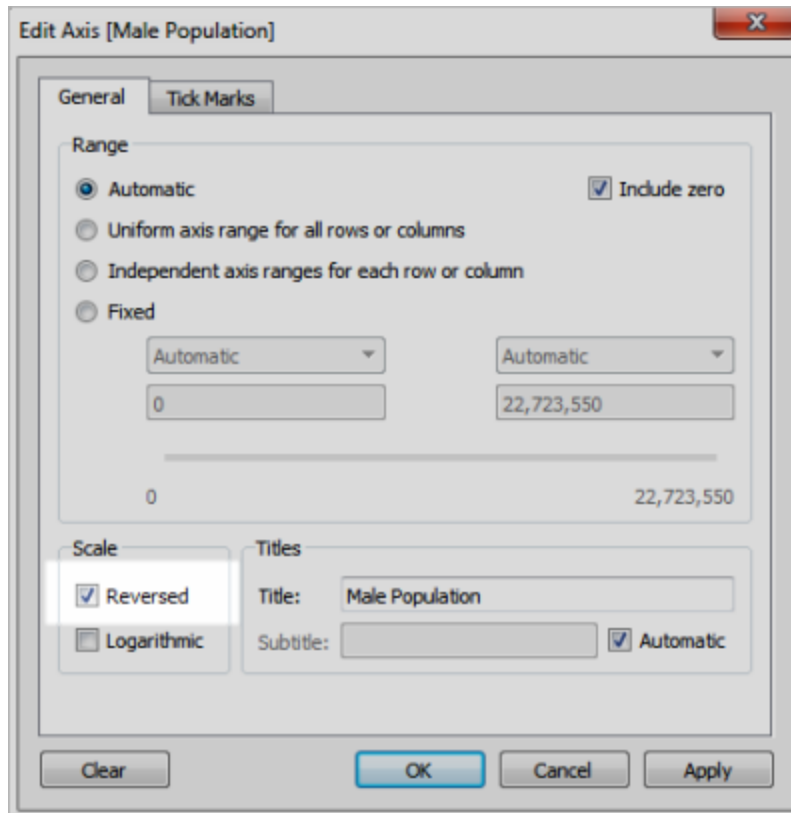 Edit Axis [Male Population]
General Tick Marks
Range
Automatic Include zero
Uniform axis range for all rows or columns
Independent axis ranges for each row or column
Fixed
Automatic Automatic
0 22,723,550
0 22,723,550
Scale Titles
Reversed Title: Male Population
Logarithmic Subtitle: Automatic
Clear OK Cancel Apply